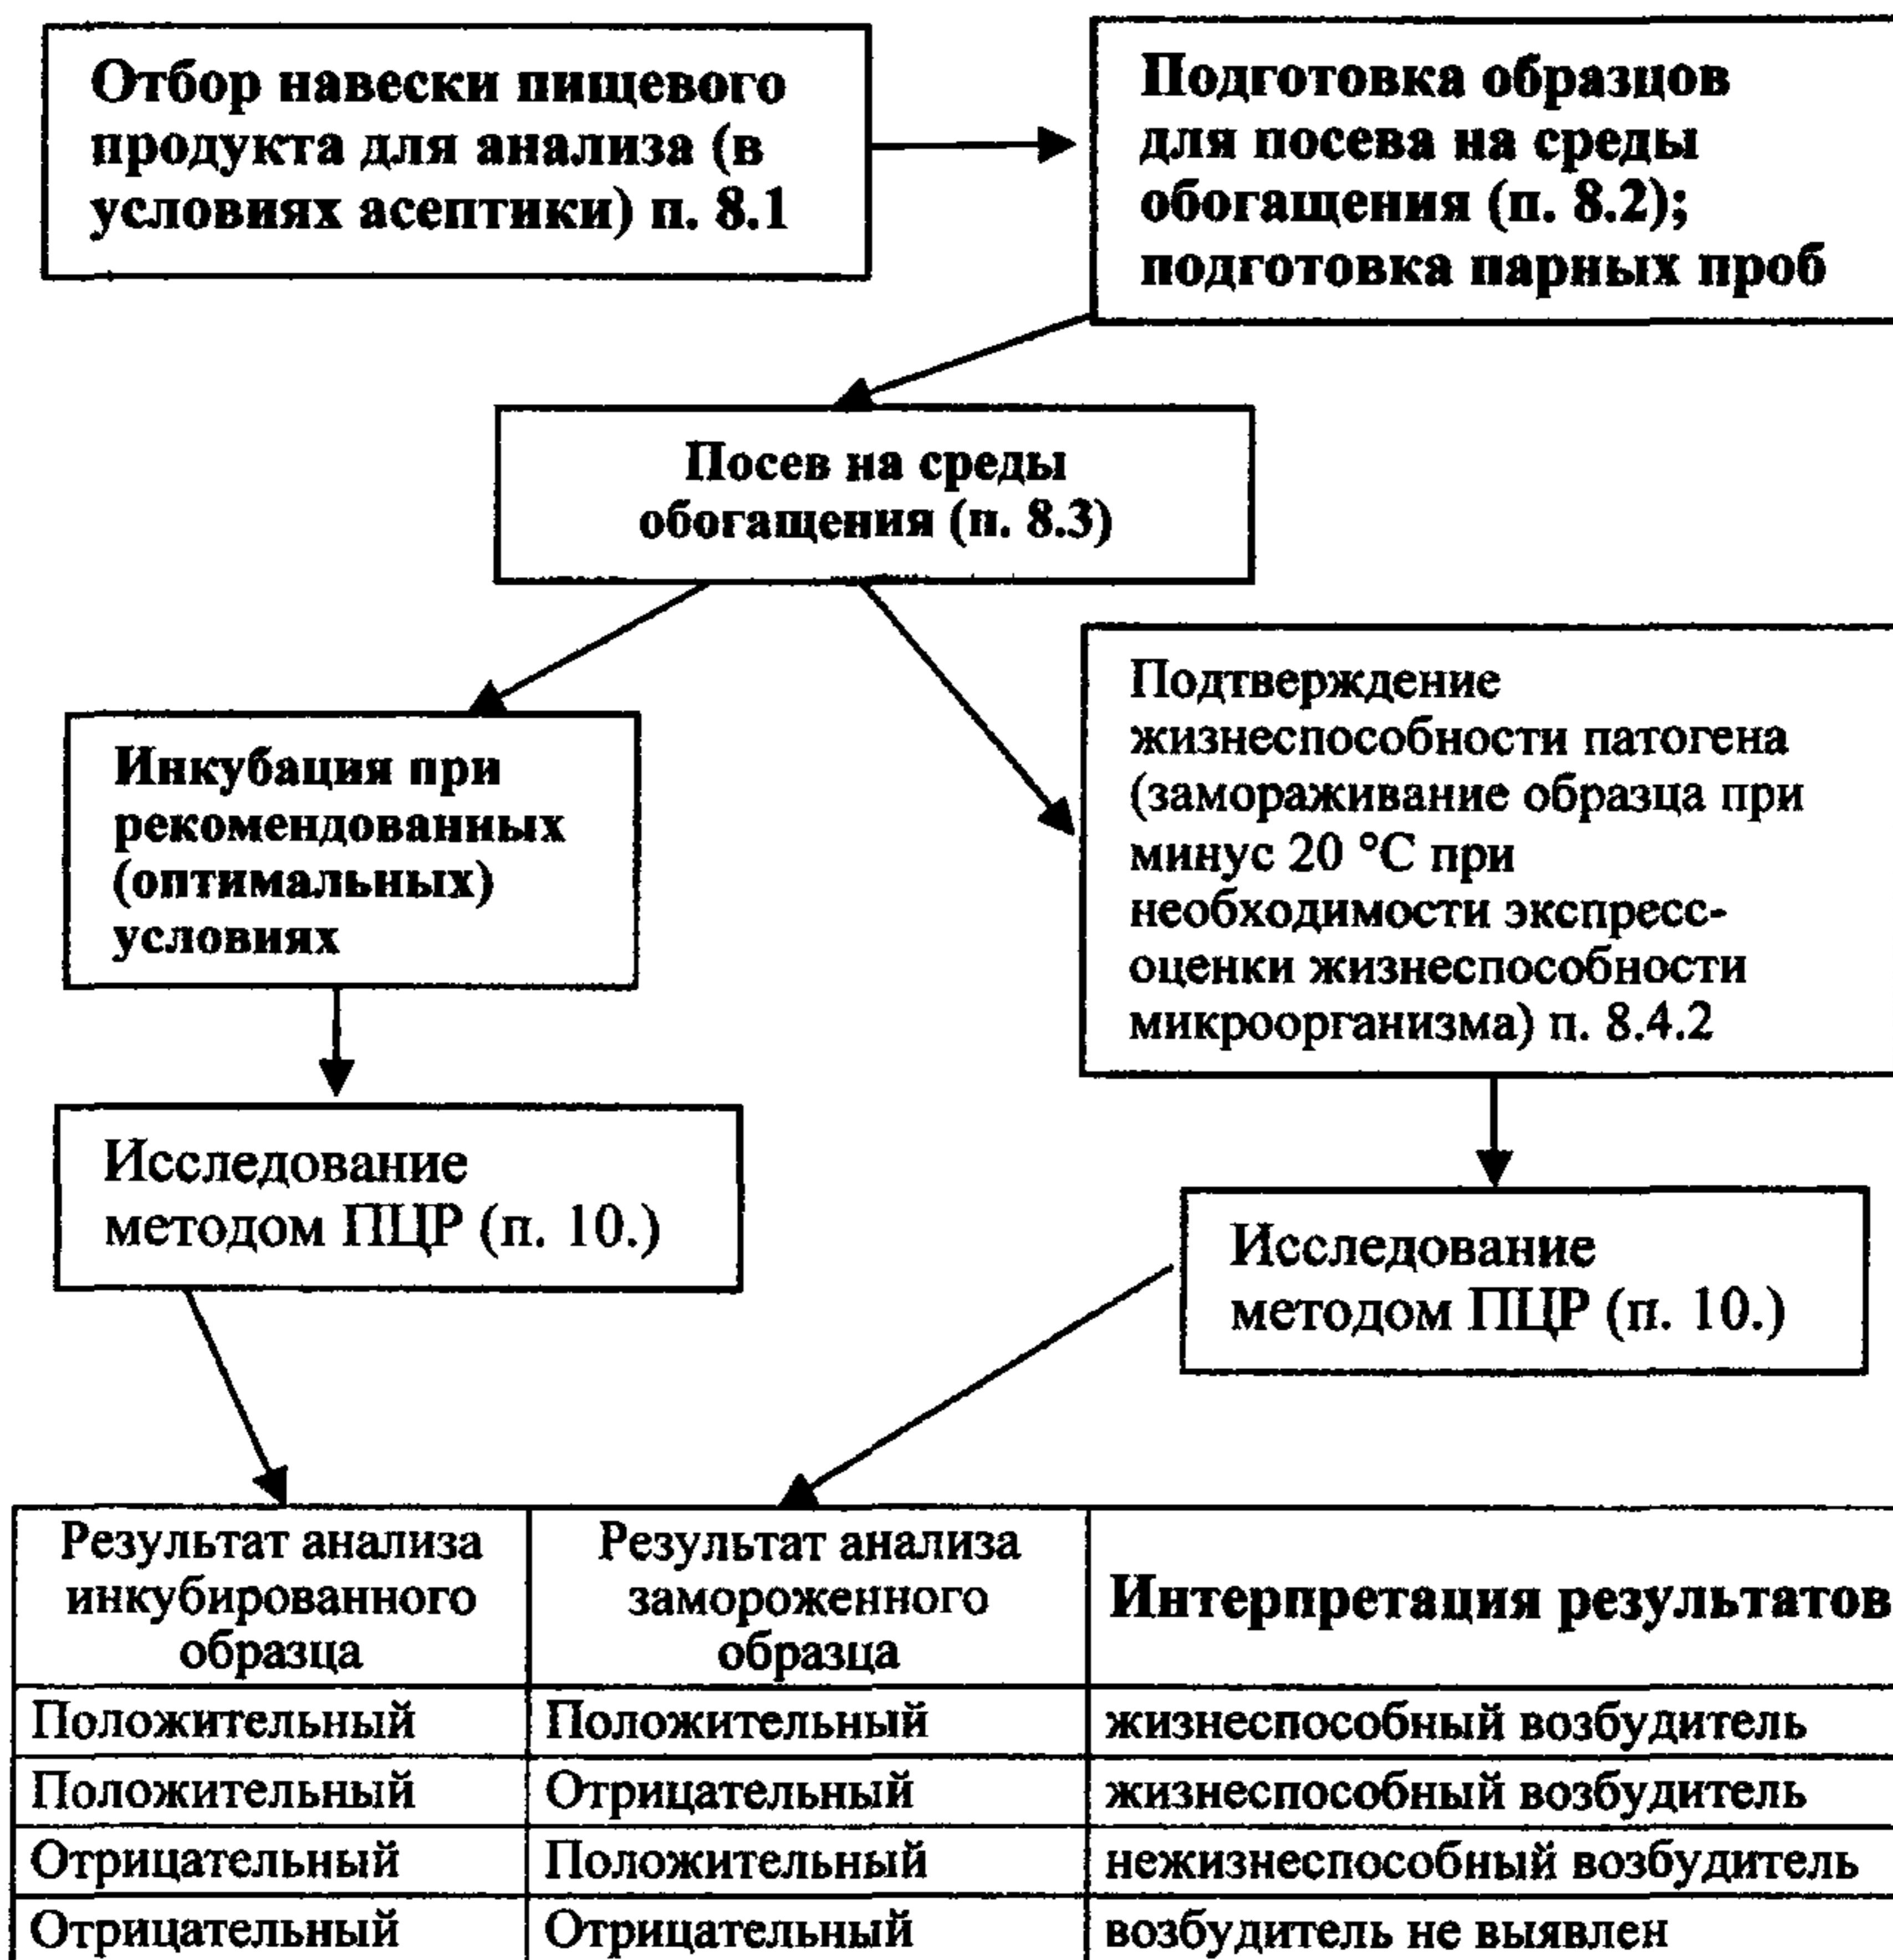 Отбор навески пищевого
продукта для анализа (в
условиях асептики) п. 8.1
Подготовка образцов
для посева на среды
обогащения (п. 8.2);
подготовка парных проб
Посев на среды
обогащения (п. 8.3)
Инкубация при
рекомендованных
(оптимальных)
условиях
Подтверждение
жизнеспособности патогена
(замораживание образца при
минус 20 °С при
необходимости экспресс-
оценки жизнеспособности
микроорганизма) п. 8.4.2
Исследование
методом ПЦР (п. 10.)
Исследование
методом ПЦР (п. 10.)
Результат анализа
инкубированного
образца
Результат анализа
замороженного
образца
Интерпретация результатов
Положительный Положительный жизнеспособный возбудитель
Положительный Отрицательный жизнеспособный возбудитель
Отрицательный Положительный нежизнеспособный возбудитель
Отрицательный Отрицательный возбудитель не выявлен